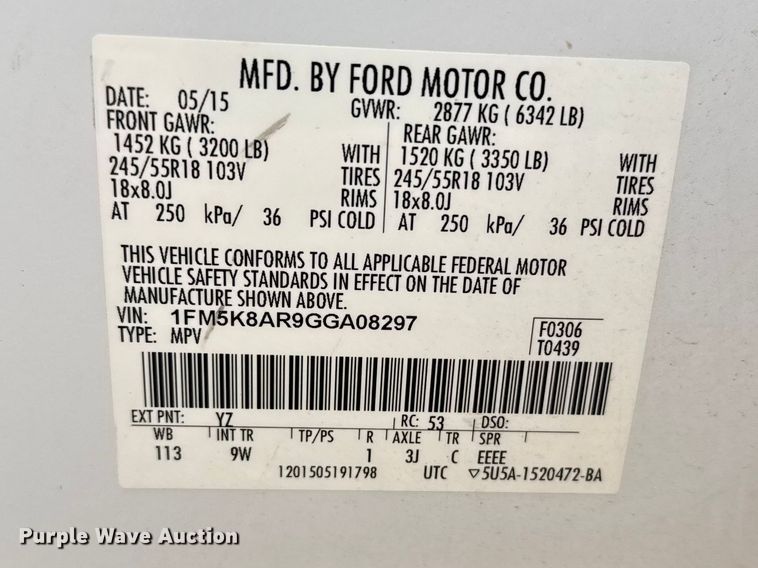 MFD. BY FORD MOTOR CO.
DATE: 05/15 GVWR: 2877 KG ( 6342 LB)
FRONT GAWR: REAR GAWR:
1452 KG ( 3200 LB) WITH 1520 KG ( 3350 LB) WITH
245/55R18 103V TIRES 245/55R18 103V TIRES
18x8.0J RIMS 18x8.0J RIMS
AT 250 kPa/ 36 PSI COLD AT 250 kPa/ 36 PSI COLD
THIS VEHICLE CONFORMS TO ALL APPLICABLE FEDERAL MOTOR
VEHICLE SAFETY STANDARDS IN EFFECT ON THE DATE OF
MANUFACTURE SHOWN ABOVE.
VIN: 1FM5K8AR9GGA08297 F0306
TYPE: MPV T0439
EXT PNT: YZ RC: 53 DSO:
WB INT TR TP/PS R AXLE TR SPR
113 9W 1 3J C EEEE
1201505191798 UTC ▽5U5A-1520472-BA
Purple Wave Auction